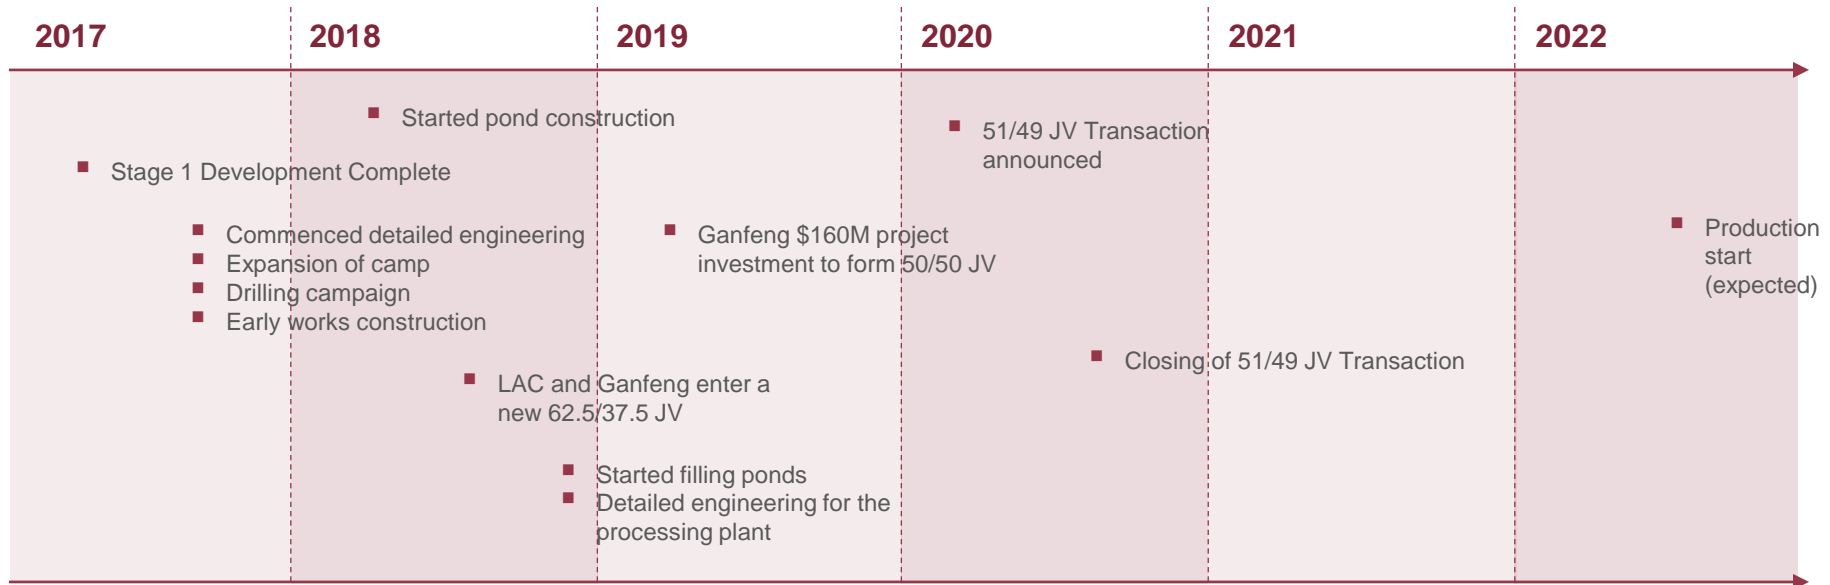 2017
2018
2019
2020
2021
2022
Started pond construction
51/49 JV Transaction
announced
Stage 1 Development Complete
Commenced detailed engineering
Expansion of camp
Drilling campaign
Early works construction
Ganfeng $160M project
investment to form 50/50 JV
Production
start
(expected)
Closing of 51/49 JV Transaction
LAC and Ganfeng enter a
new 62.5/37.5 JV
Started filling ponds
Detailed engineering for the
processing plant